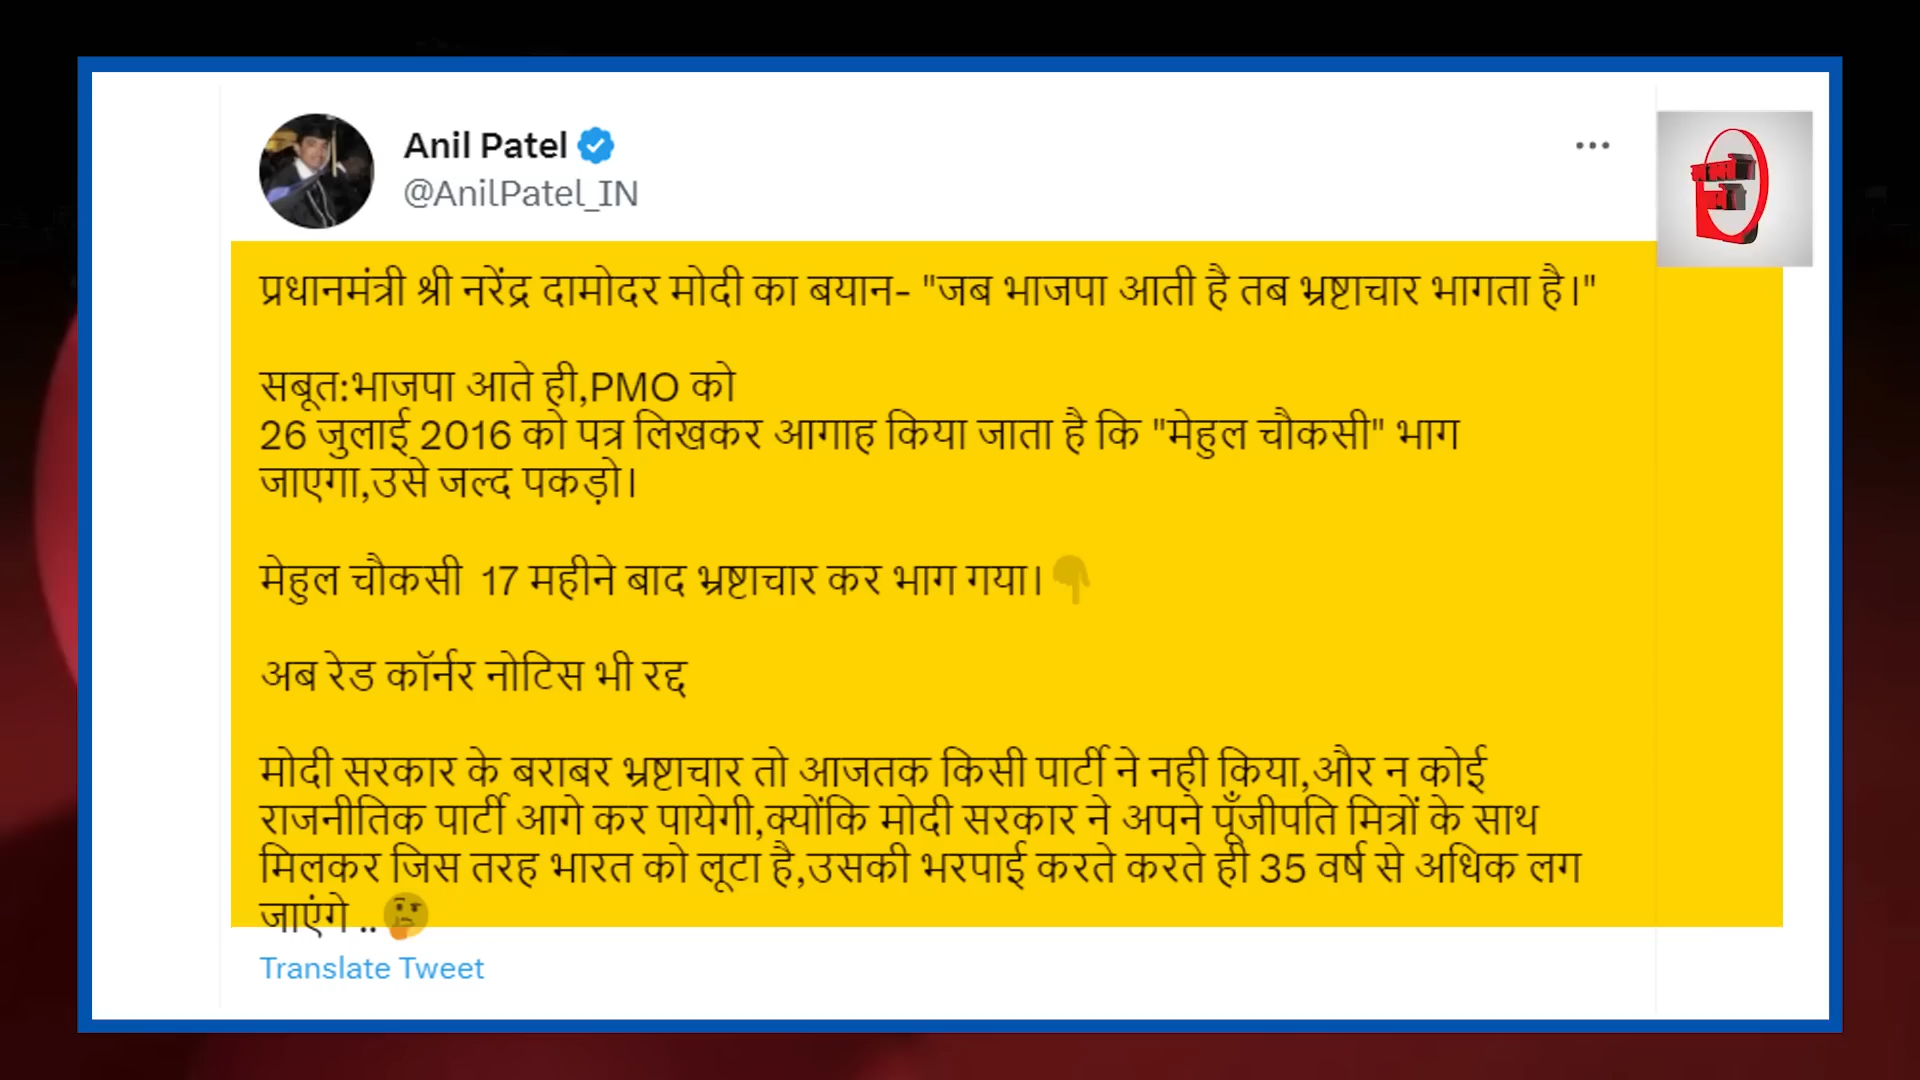 Anil Patel
@AnilPatel_IN
प्रधानमंत्री श्री नरेंद्र दामोदर मोदी का बयान- "जब भाजपा आती है तब भ्रष्टाचार भागता है।"
सबूत:भाजपा आते ही,PMO को
26 जुलाई 2016 को पत्र लिखकर आगाह किया जाता है कि "मेहुल चौकसी" भाग
जाएगा,उसे जल्द पकड़ो।
मेहुल चौकसी 17 महीने बाद भ्रष्टाचार कर भाग गया।
अब रेड कॉर्नर नोटिस भी रद्द
मोदी सरकार के बराबर भ्रष्टाचार तो आजतक किसी पार्टी ने नही किया,और न कोई
राजनीतिक पार्टी आगे कर पायेगी,क्योंकि मोदी सरकार ने अपने पूँजीपति मित्रों के साथ
मिलकर जिस तरह भारत को लूटा है,उसकी भरपाई करते करते ही 35 वर्ष से अधिक लग
जाएंगे ..
Translate Tweet